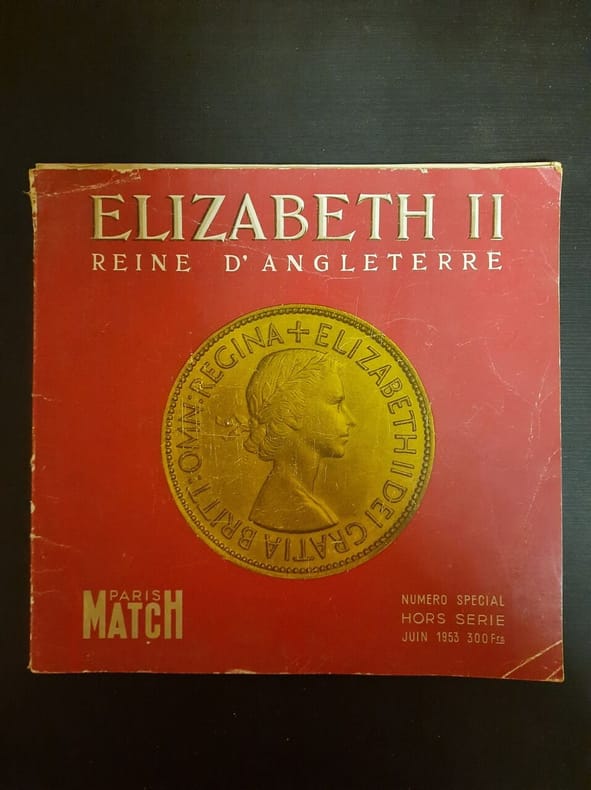 ELIZABETH II
REINE D'ANGLETERRE
+ ELIZABETH II DEI GRATIA BRITT: OMN: REGINA
PARIS
MATCH
NUMERO SPECIAL
HORS SERIE
JUIN 1953 300 Frs